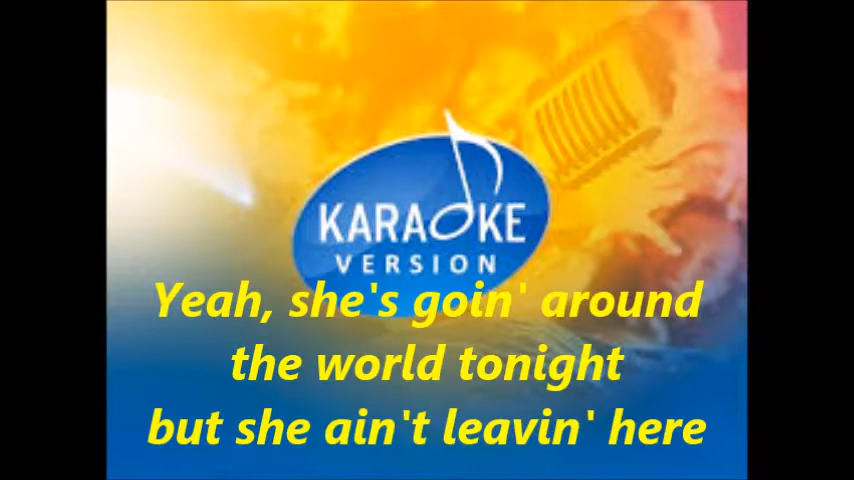 KARAOKE
VERSION
Yeah, she's goin' around
the world tonight
but she ain't leavin' here